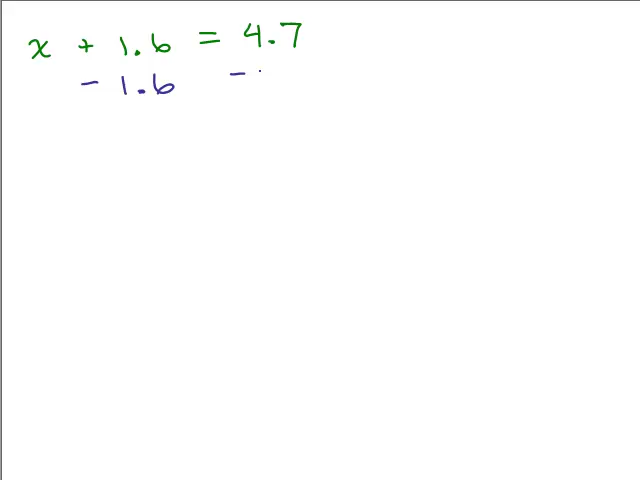 x + 1.6 = 4.7
- 1.6 -